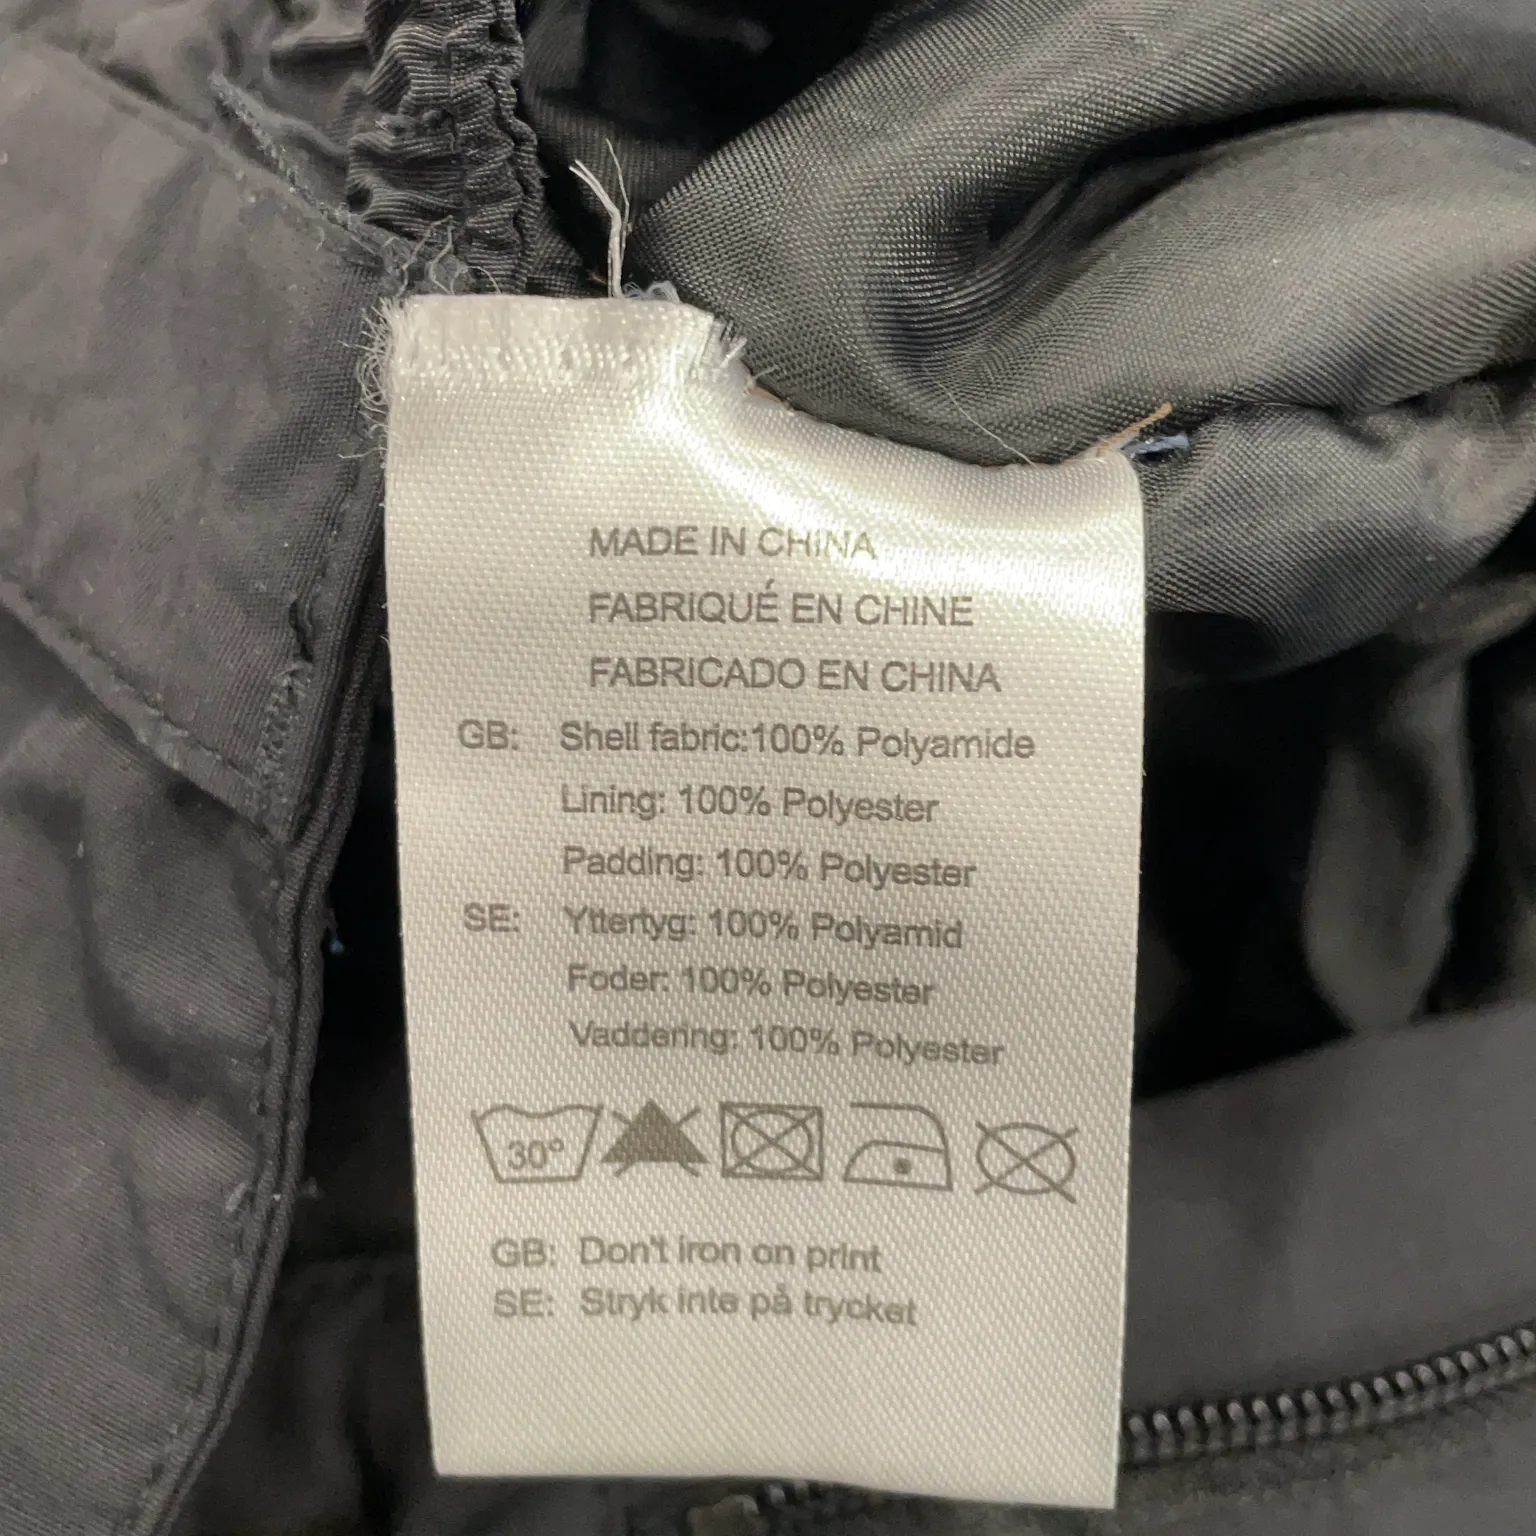 MADE IN CHINA
FABRIQUÉ EN CHINE
FABRICADO EN CHINA
GB: Shell fabric:100% Polyamide
Lining: 100% Polyester
Padding: 100% Polyester
SE: Yttertyg: 100% Polyamid
Foder: 100% Polyester
Vaddering: 100% Polyester
30°
GB: Don't iron on print
SE: Stryk inte på trycket